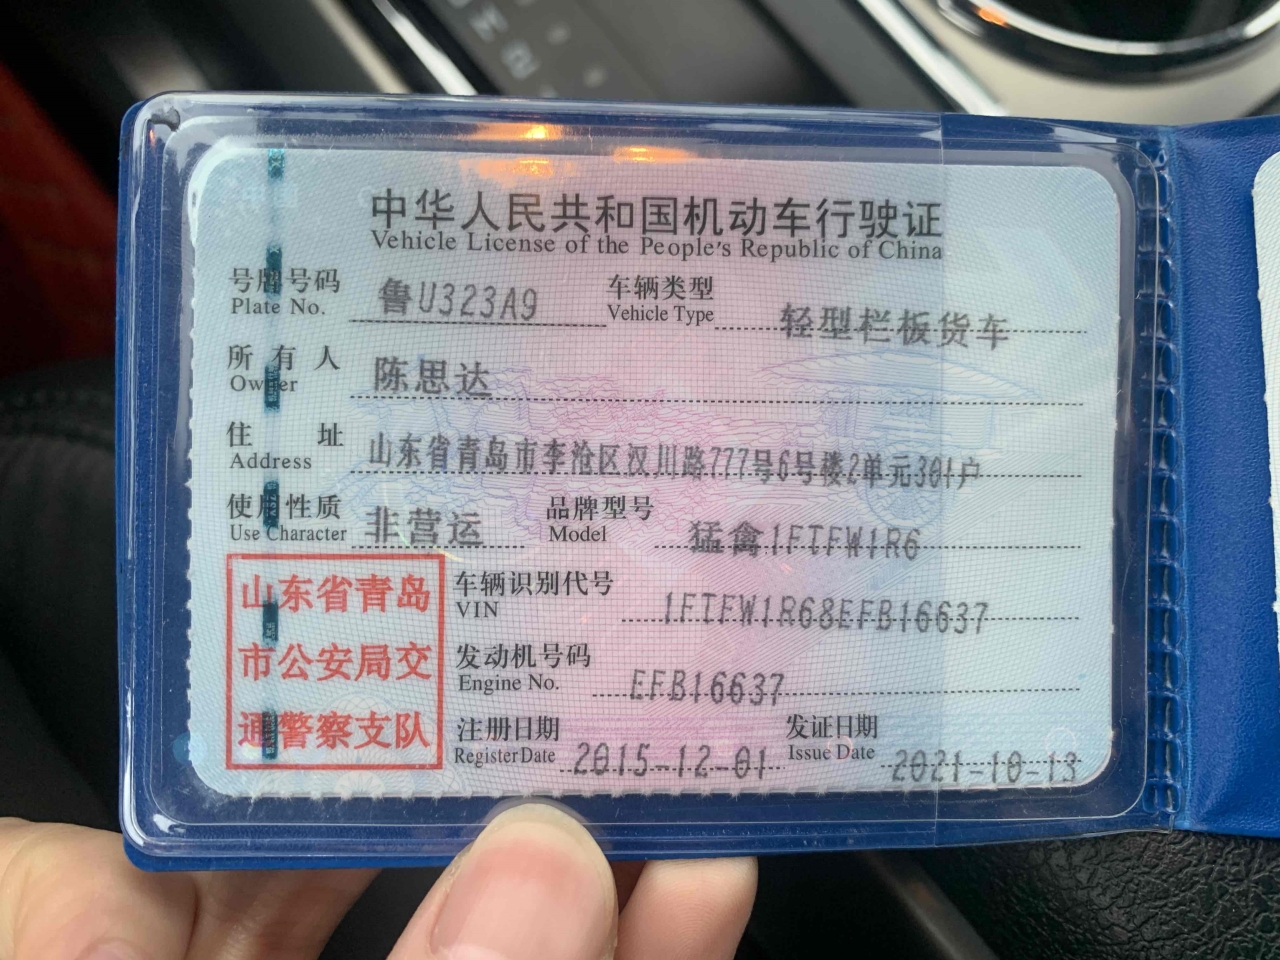 中华人民共和国机动车行驶证
Vehicle License of the People's Republic of China
号牌号码 鲁U323A9 车辆类型 轻型栏板货车
Plate No. Vehicle Type
所有人 陈思达
Owner
住址 山东省青岛市李沧区汉川路777号6号楼2单元301户
Address
使用性质 非营运 品牌型号 猛禽1FTFW1R6
Use Character Model
山东省青岛
市公安局交
通警察支队
车辆识别代号 1FTFW1R68EFB16637
VIN
发动机号码 EFB16637
Engine No.
注册日期 2015-12-01 发证日期 2021-10-13
Register Date Issue Date